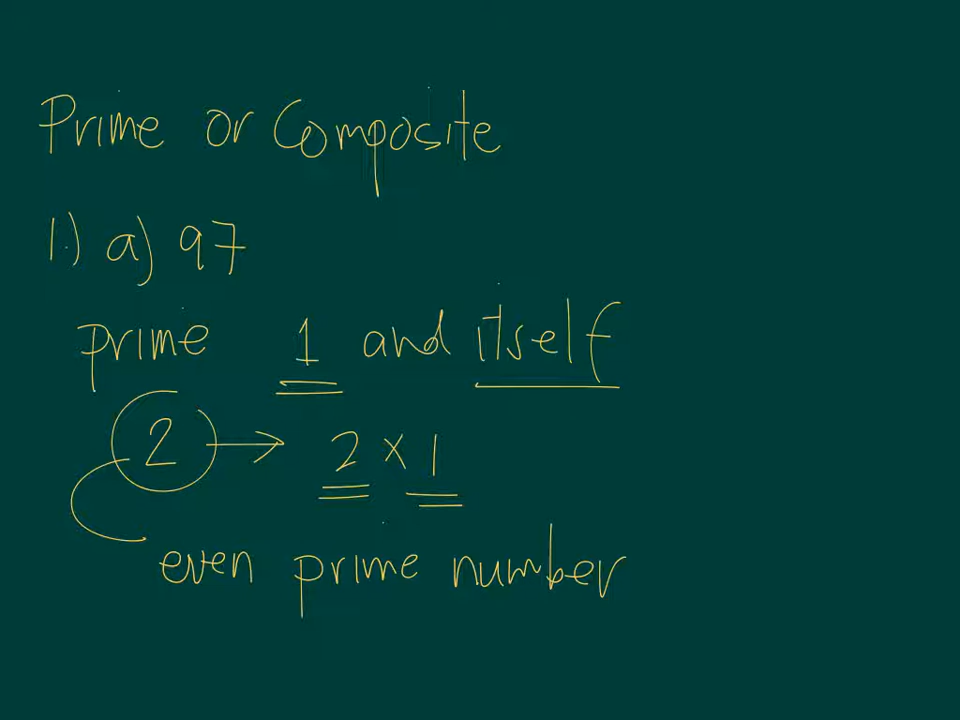 Prime or Composite
1.) a) 97
prime 1 and itself
2 → 2 × 1
even prime number